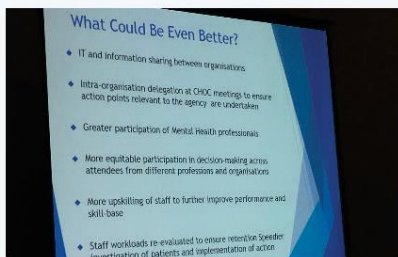 What Could Be Even Better?
◆ IT and information sharing between organisations
◆ Intra-organisation delegation at CHOC meetings to ensure
action points relevant to the agency are undertaken
◆ Greater participation of Mental Health professionals
◆ More equitable participation in decision-making across
attendees from different professions and organisations
◆ More upskilling of staff to further improve performance and
skill-base
◆ Staff workloads re-evaluated to ensure retention Speedier
investigation of patients and implementation of action